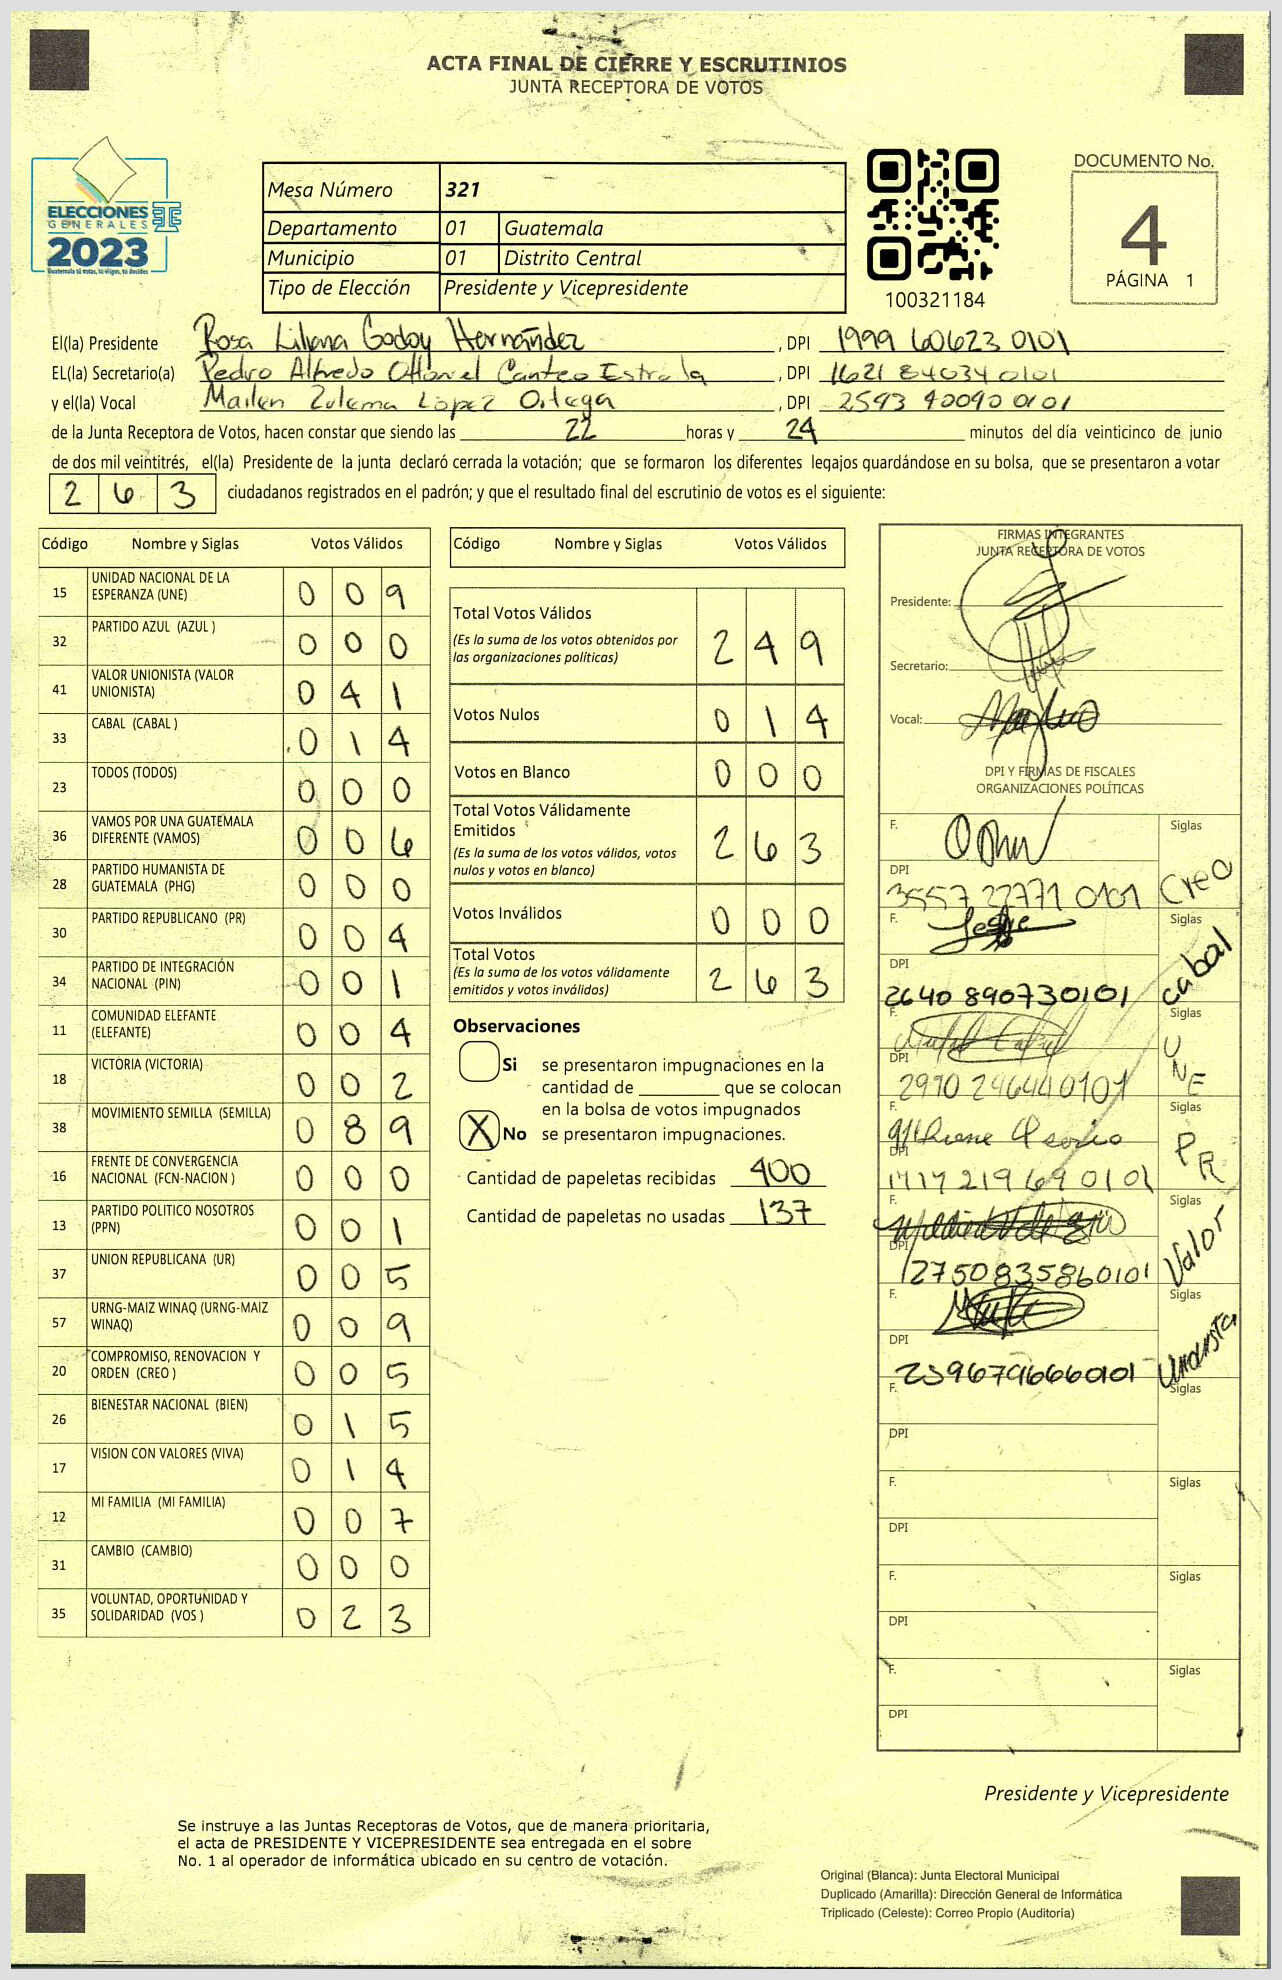 ACTA FINAL DE CIERRE Y ESCRUTINIOS
JUNTA RECEPTORA DE VOTOS
ELECCIONES
GENERALES
2023
Guatemala tú votas, tú eliges, tú decides
Mesa Número 321
Departamento 01 Guatemala
Municipio 01 Distrito Central
Tipo de Elección Presidente y Vicepresidente
100321184
DOCUMENTO No.
4
PÁGINA 1
El(la) Presidente Rosa Liliana Godoy Hernández, DPI 1999 60623 0101
EL(la) Secretario(a) Pedro Alfredo Canteo Estrada, DPI 1621 84034 0101
y el(la) Vocal Mailen Zulema López Ortega, DPI 2593 40090 0101
de la Junta Receptora de Votos, hacen constar que siendo las 22 horas y 24 minutos del día veinticinco de junio
de dos mil veintitrés, el(la) Presidente de la junta declaró cerrada la votación; que se formaron los diferentes legajos guardándose en su bolsa, que se presentaron a votar
2 6 3 ciudadanos registrados en el padrón; y que el resultado final del escrutinio de votos es el siguiente:
Código Nombre y Siglas Votos Válidos
15 UNIDAD NACIONAL DE LA ESPERANZA (UNE) 0 0 9
32 PARTIDO AZUL (AZUL ) 0 0 0
41 VALOR UNIONISTA (VALOR UNIONISTA) 0 4 1
33 CABAL (CABAL ) 0 1 4
23 TODOS (TODOS) 0 0 0
36 VAMOS POR UNA GUATEMALA DIFERENTE (VAMOS) 0 0 6
28 PARTIDO HUMANISTA DE GUATEMALA (PHG) 0 0 0
30 PARTIDO REPUBLICANO (PR) 0 0 4
34 PARTIDO DE INTEGRACIÓN NACIONAL (PIN) 0 0 1
11 COMUNIDAD ELEFANTE (ELEFANTE) 0 0 4
18 VICTORIA (VICTORIA) 0 0 2
38 MOVIMIENTO SEMILLA (SEMILLA) 0 8 9
16 FRENTE DE CONVERGENCIA NACIONAL (FCN-NACION ) 0 0 0
13 PARTIDO POLITICO NOSOTROS (PPN) 0 0 1
37 UNION REPUBLICANA (UR) 0 0 5
57 URNG-MAIZ WINAQ (URNG-MAIZ WINAQ) 0 0 9
20 COMPROMISO, RENOVACION Y ORDEN (CREO ) 0 0 5
26 BIENESTAR NACIONAL (BIEN) 0 1 5
17 VISION CON VALORES (VIVA) 0 1 4
12 MI FAMILIA (MI FAMILIA) 0 0 7
31 CAMBIO (CAMBIO) 0 0 0
35 VOLUNTAD, OPORTUNIDAD Y SOLIDARIDAD (VOS ) 0 2 3
Código Nombre y Siglas Votos Válidos
Total Votos Válidos 2 4 9
(Es la suma de los votos obtenidos por
las organizaciones políticas)
Votos Nulos 0 1 4
Votos en Blanco 0 0 0
Total Votos Válidamente
Emitidos 2 6 3
(Es la suma de los votos válidos, votos
nulos y votos en blanco)
Votos Inválidos 0 0 0
Total Votos 2 6 3
(Es la suma de los votos válidamente
emitidos y votos inválidos)
Observaciones
Si se presentaron impugnaciones en la
cantidad de ________ que se colocan
en la bolsa de votos impugnados
X No se presentaron impugnaciones.
Cantidad de papeletas recibidas 400
Cantidad de papeletas no usadas 137
FIRMAS INTEGRANTES
JUNTA RECEPTORA DE VOTOS
Presidente:
Secretario:
Vocal:
DPI Y FIRMAS DE FISCALES
ORGANIZACIONES POLÍTICAS
F. Siglas
DPI 3557 22771 0101 Creo
F. Siglas
DPI 2640 890730101 cabal
F. Siglas
DPI 2990 29644 0101 UNE
F. Siglas
DPI 1717 219 69 0101 PR
F. Siglas
DPI 12750835860101 Valor
F. Siglas
DPI 2396796660101 Unionista
F. Siglas
DPI
F. Siglas
DPI
F. Siglas
DPI
F. Siglas
DPI
Presidente y Vicepresidente
Se instruye a las Juntas Receptoras de Votos, que de manera prioritaria,
el acta de PRESIDENTE Y VICEPRESIDENTE sea entregada en el sobre
No. 1 al operador de informática ubicado en su centro de votación.
Original (Blanca): Junta Electoral Municipal
Duplicado (Amarilla): Dirección General de Informática
Triplicado (Celeste): Correo Propio (Auditoría)